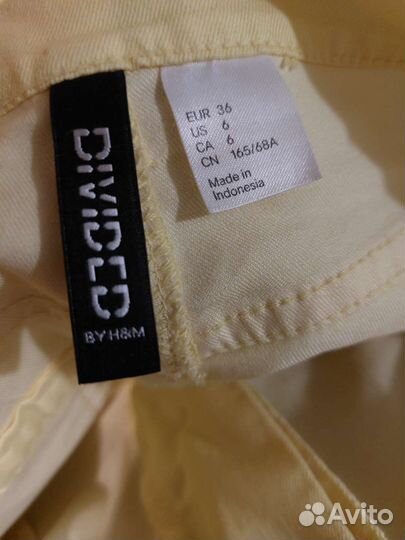 DIVIDED
BY H&M
EUR 36
US 6
CA 6
CN 165/68A
Made in
Indonesia
Avito